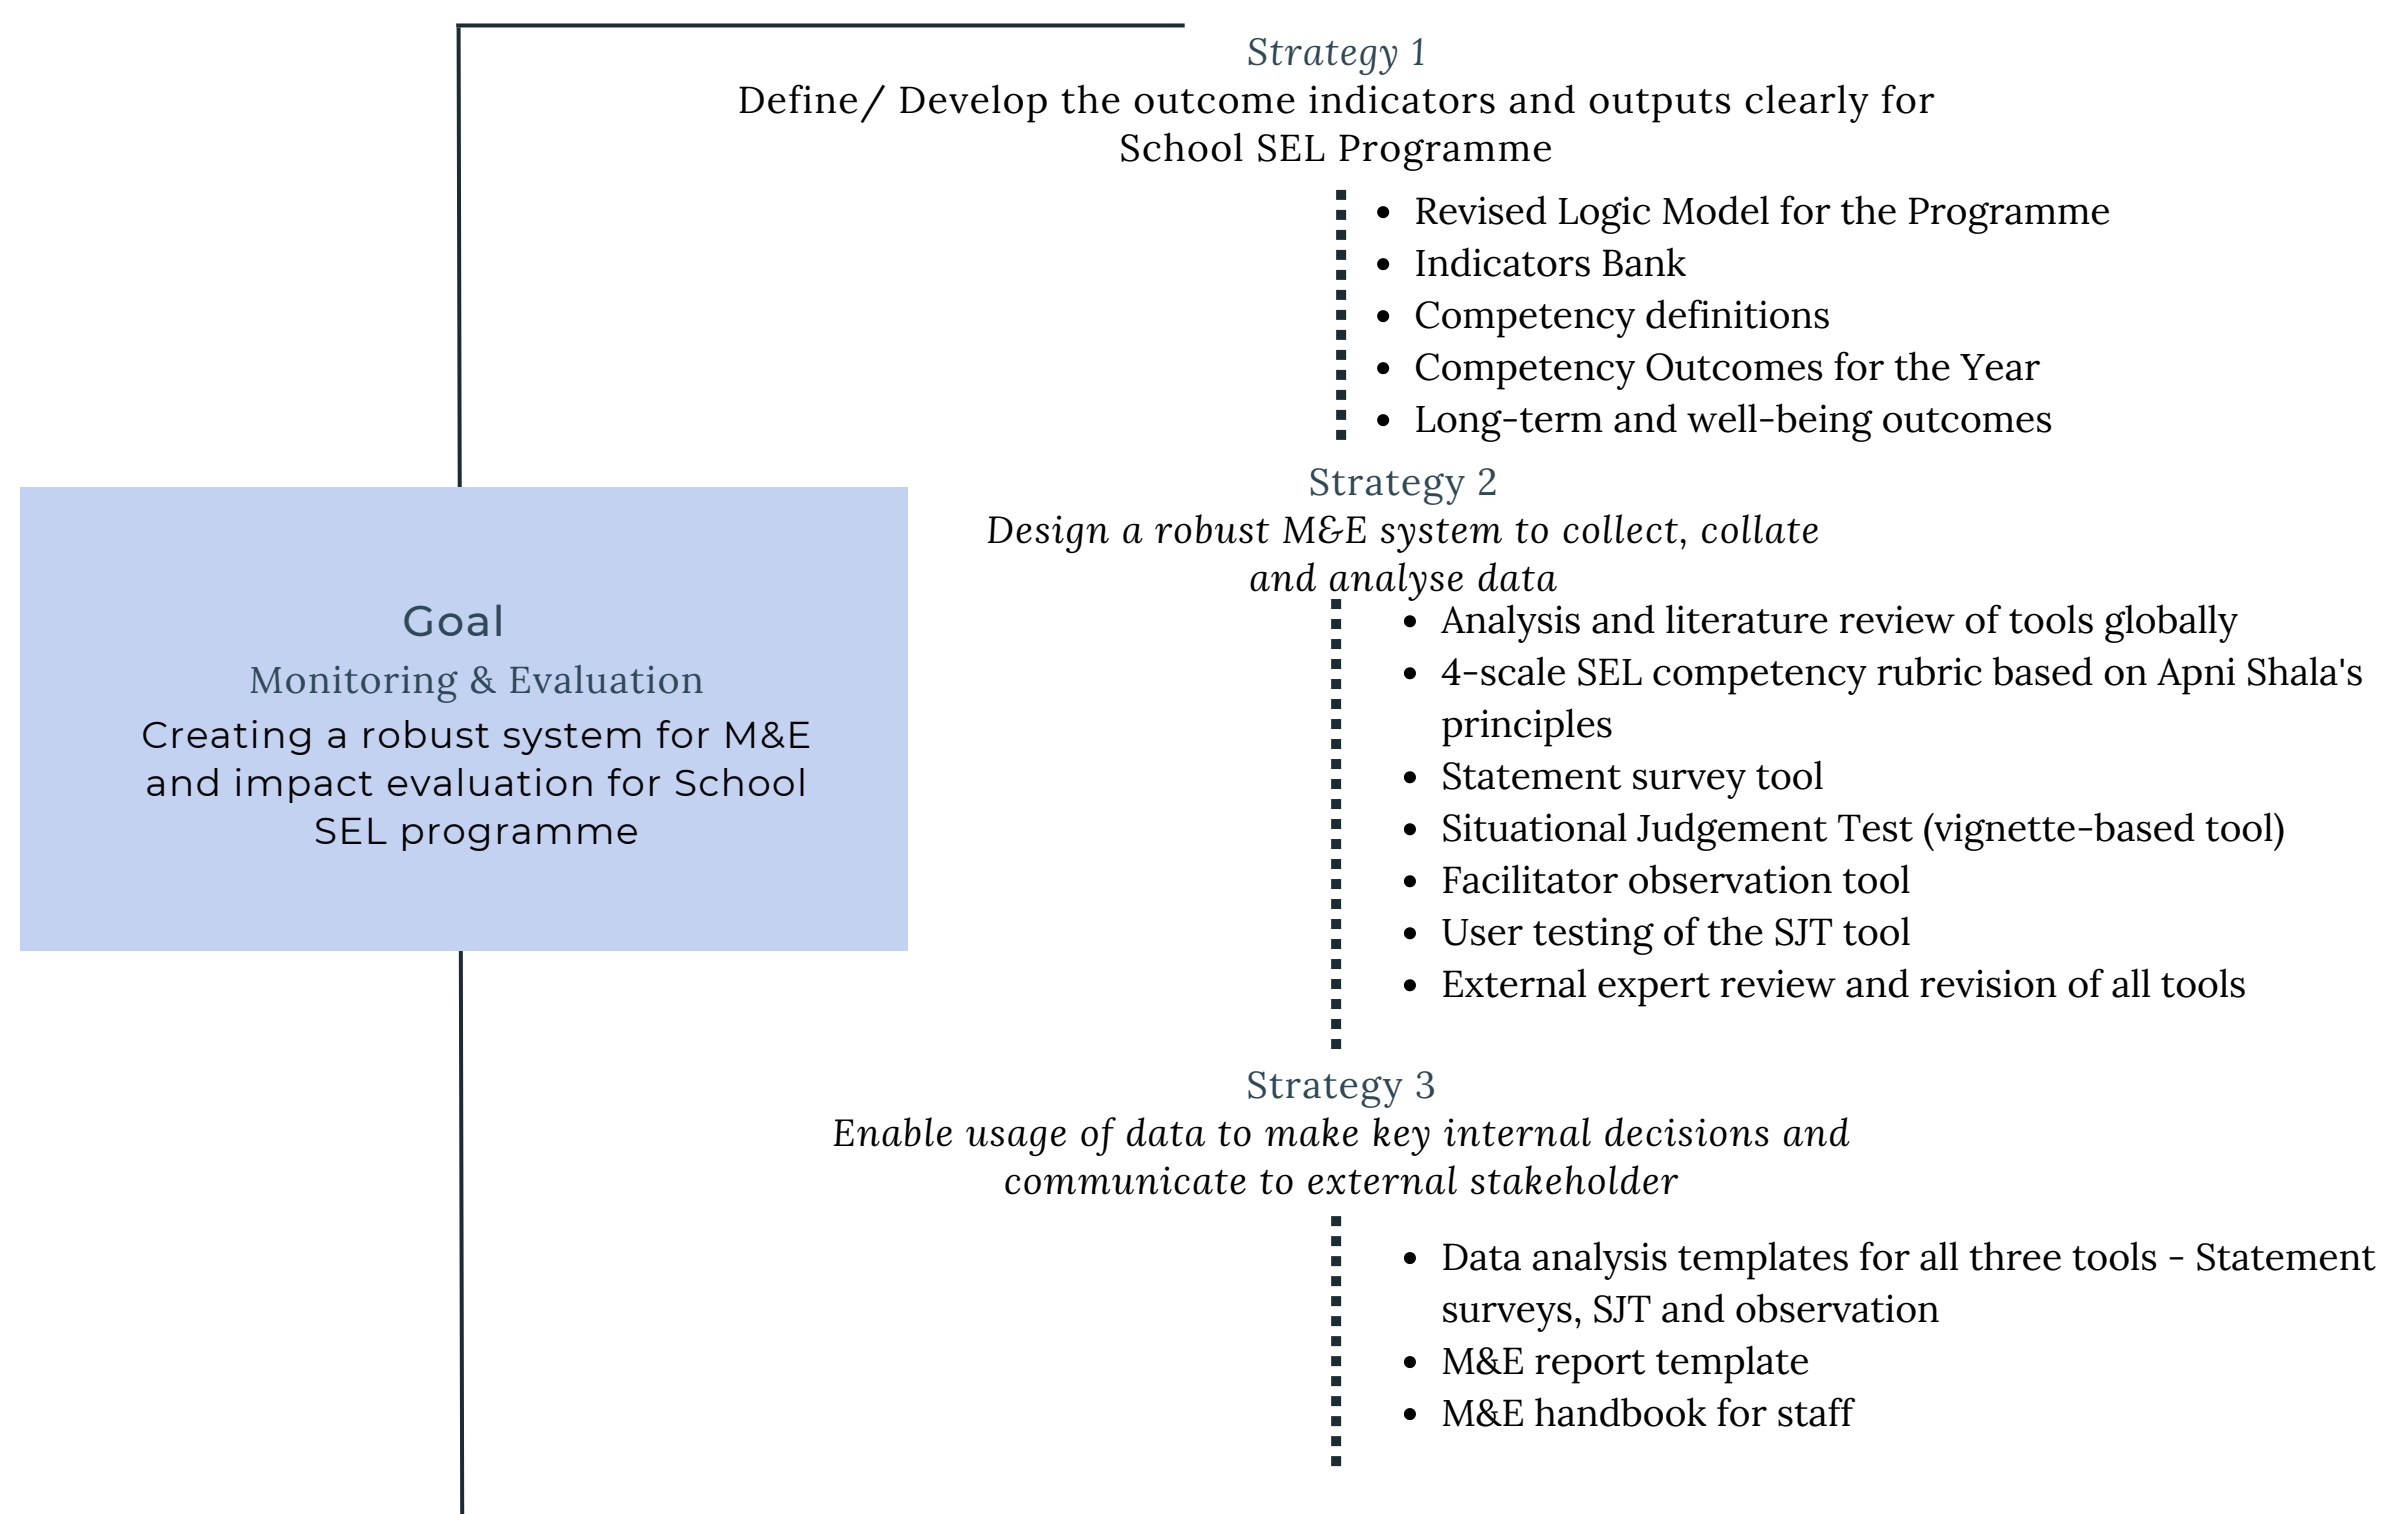 Strategy 1
Define/ Develop the outcome indicators and outputs clearly for
School SEL Programme
• Revised Logic Model for the Programme
• Indicators Bank
• Competency definitions
• Competency Outcomes for the Year
• Long-term and well-being outcomes
Goal
Monitoring & Evaluation
Creating a robust system for M&E
and impact evaluation for School
SEL programme
Strategy 2
Design a robust M&E system to collect, collate
and analyse data
• Analysis and literature review of tools globally
• 4-scale SEL competency rubric based on Apni Shala's
principles
• Statement survey tool
• Situational Judgement Test (vignette-based tool)
• Facilitator observation tool
• User testing of the SJT tool
• External expert review and revision of all tools
Strategy 3
Enable usage of data to make key internal decisions and
communicate to external stakeholder
• Data analysis templates for all three tools - Statement
surveys, SJT and observation
• M&E report template
• M&E handbook for staff